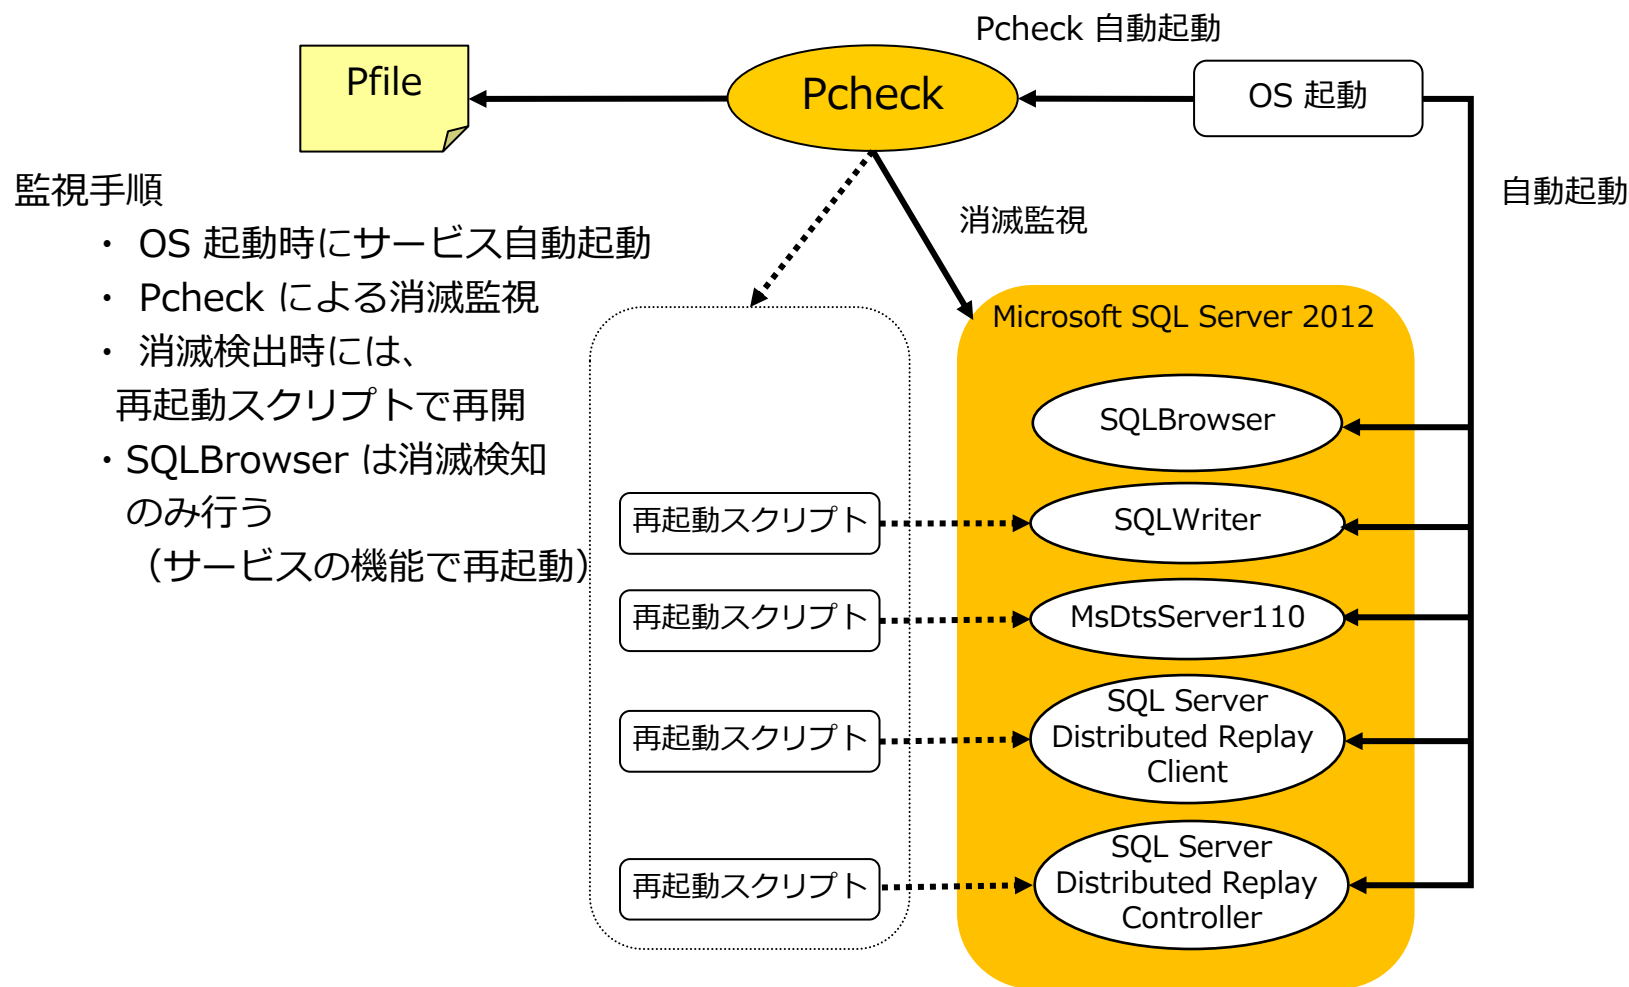 Pcheck 自動起動
Pfile
Pcheck
OS 起動
監視手順
・ OS 起動時にサービス自動起動
・ Pcheck による消滅監視
・ 消滅検出時には、
再起動スクリプトで再開
・SQLBrowser は消滅検知
のみ行う
（サービスの機能で再起動）
消滅監視
自動起動
Microsoft SQL Server 2012
SQLBrowser
再起動スクリプト
SQLWriter
再起動スクリプト
MsDtsServer110
再起動スクリプト
SQL Server
Distributed Replay
Client
再起動スクリプト
SQL Server
Distributed Replay
Controller